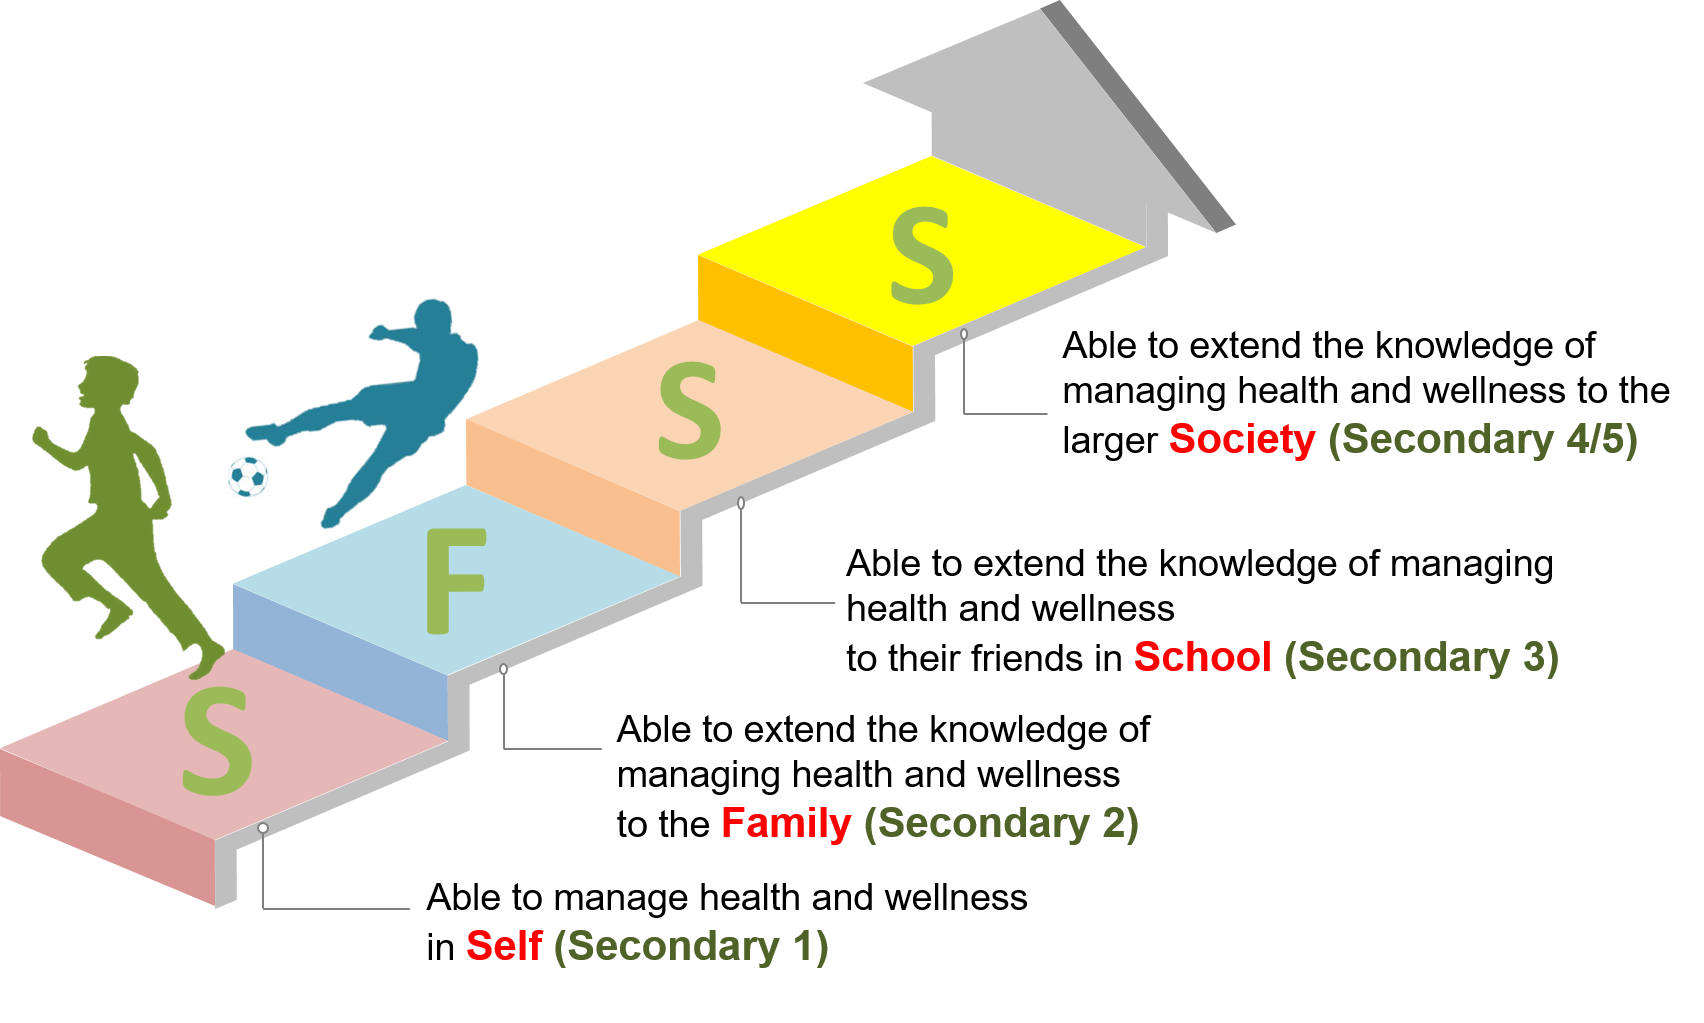 S
Able to extend the knowledge of
managing health and wellness to the
larger Society (Secondary 4/5)
S
Able to extend the knowledge of managing
health and wellness
to their friends in School (Secondary 3)
F
Able to extend the knowledge of
managing health and wellness
to the Family (Secondary 2)
S
Able to manage health and wellness
in Self (Secondary 1)